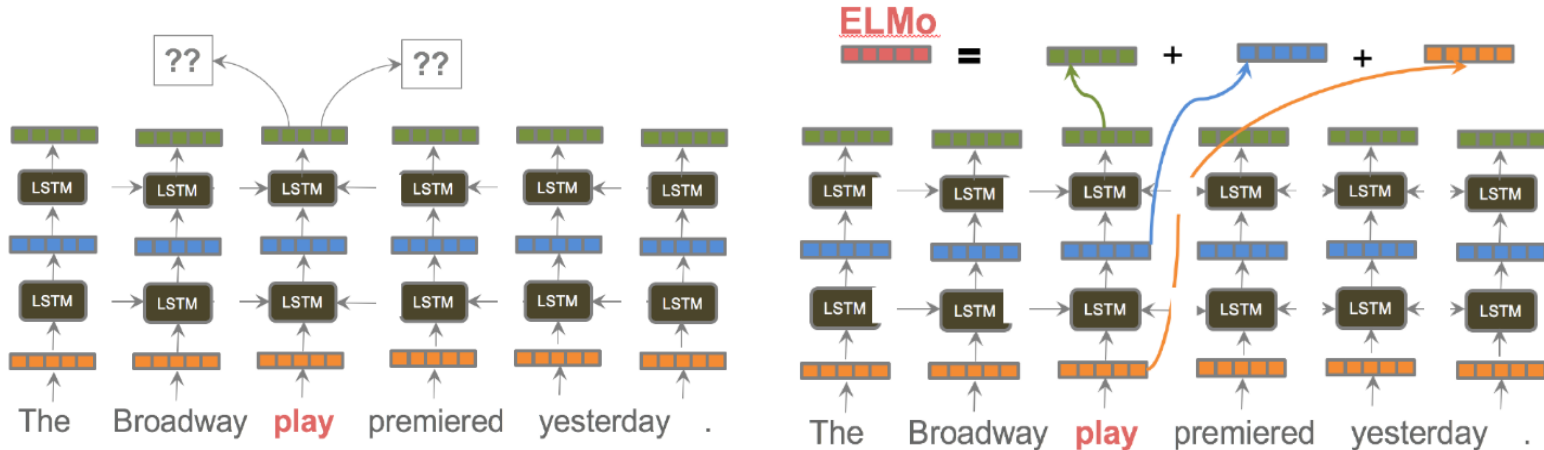 ELMo
?? ??
= + +
LSTM LSTM LSTM LSTM LSTM LSTM
LSTM LSTM LSTM LSTM LSTM LSTM
The Broadway play premiered yesterday .
LSTM LSTM LSTM LSTM LSTM LSTM
LSTM LSTM LSTM LSTM LSTM LSTM
The Broadway play premiered yesterday .